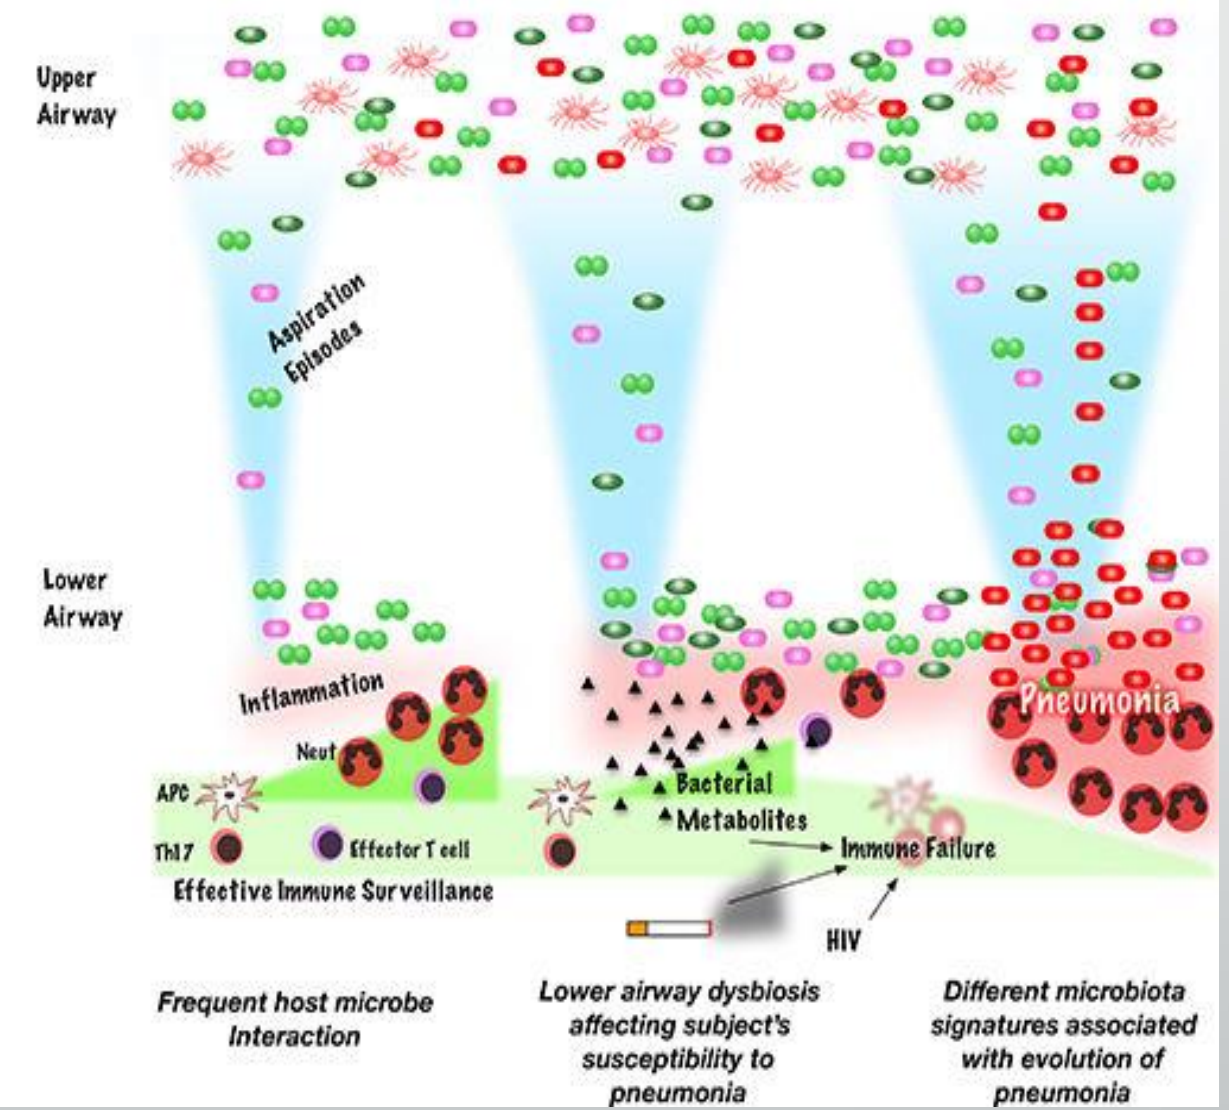 Upper
Airway
Aspiration
Episodes
Lower
Airway
Inflammation
Neut
APC
Th17
Effector T cell
Effective Immune Surveillance
Bacterial
Metabolites
Immune Failure
HIV
Pneumonia
Frequent host microbe
Interaction
Lower airway dysbiosis
affecting subject's
susceptibility to
pneumonia
Different microbiota
signatures associated
with evolution of
pneumonia